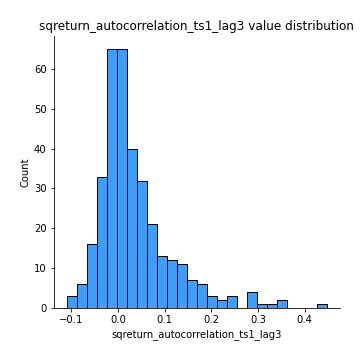 sqreturn_autocorrelation_ts1_lag3 value distribution
60
50
40
30
20
10
0
Count
−0.1 0.0 0.1 0.2 0.3 0.4
sqreturn_autocorrelation_ts1_lag3